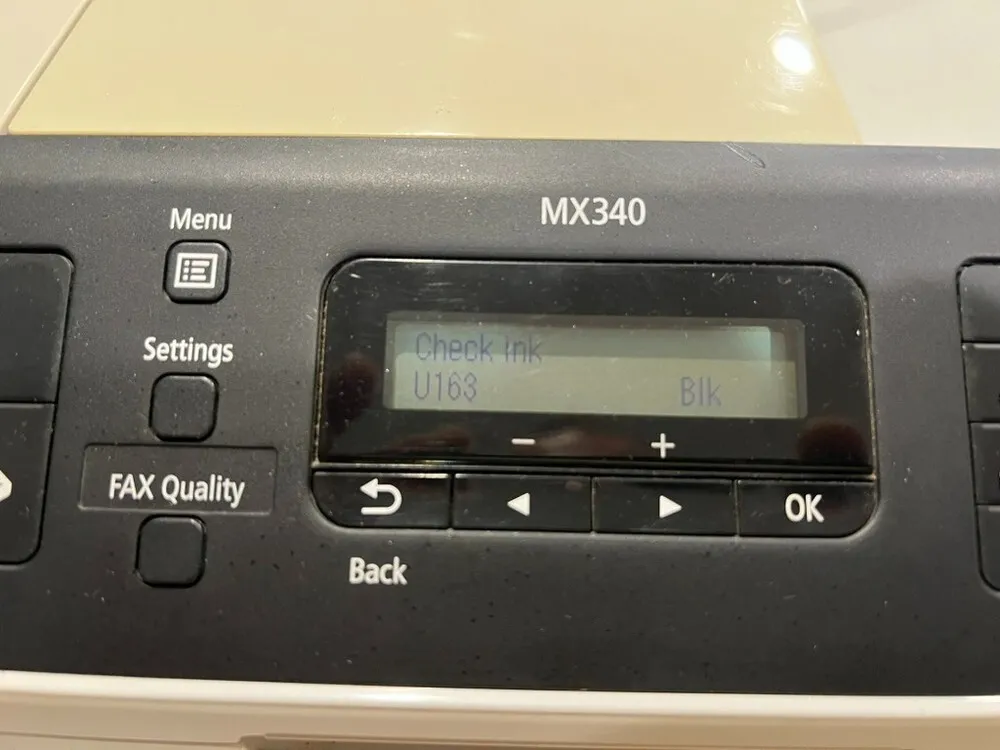 MX340
Menu
Settings
FAX Quality
Check ink
U163 Blk
− +
OK
Back